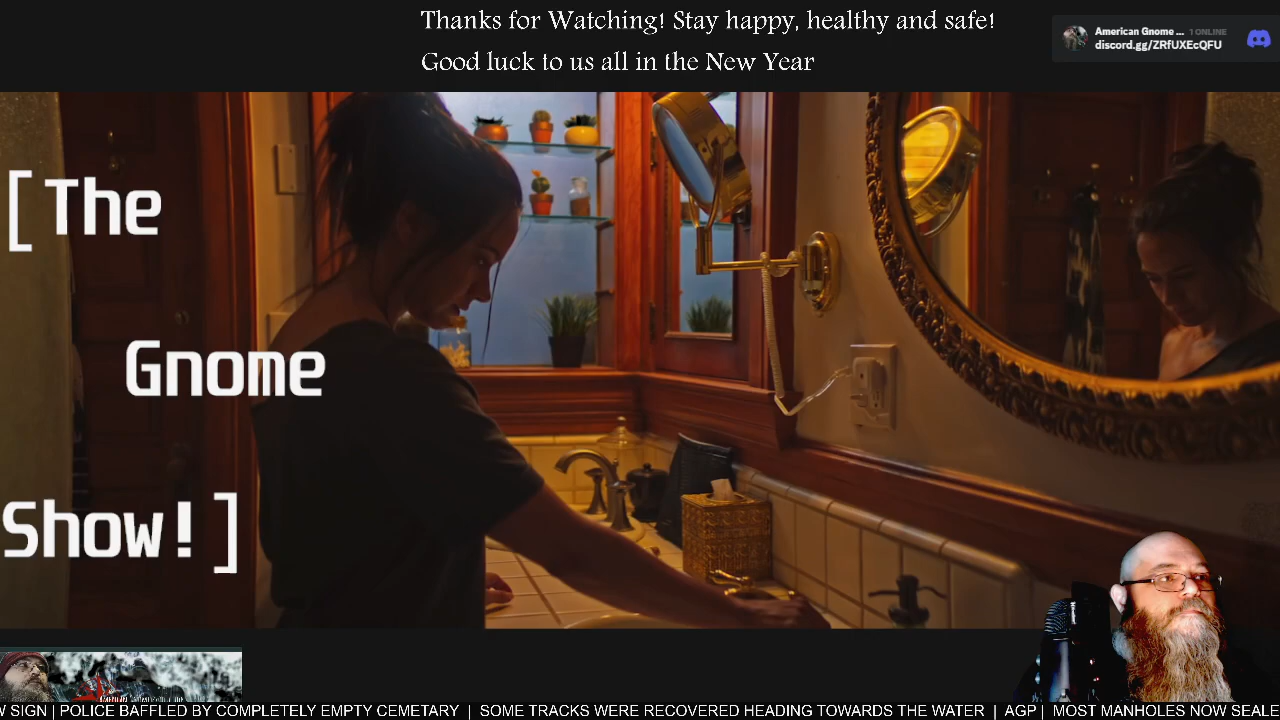 Thanks for Watching! Stay happy, healthy and safe!
Good luck to us all in the New Year
American Gnome ... 1 ONLINE
discord.gg/ZRfUXEcQFU
[The
Gnome
Show!]
W SIGN | POLICE BAFFLED BY COMPLETELY EMPTY CEMETARY | SOME TRACKS WERE RECOVERED HEADING TOWARDS THE WATER | AGP | MOST MANHOLES NOW SEALE